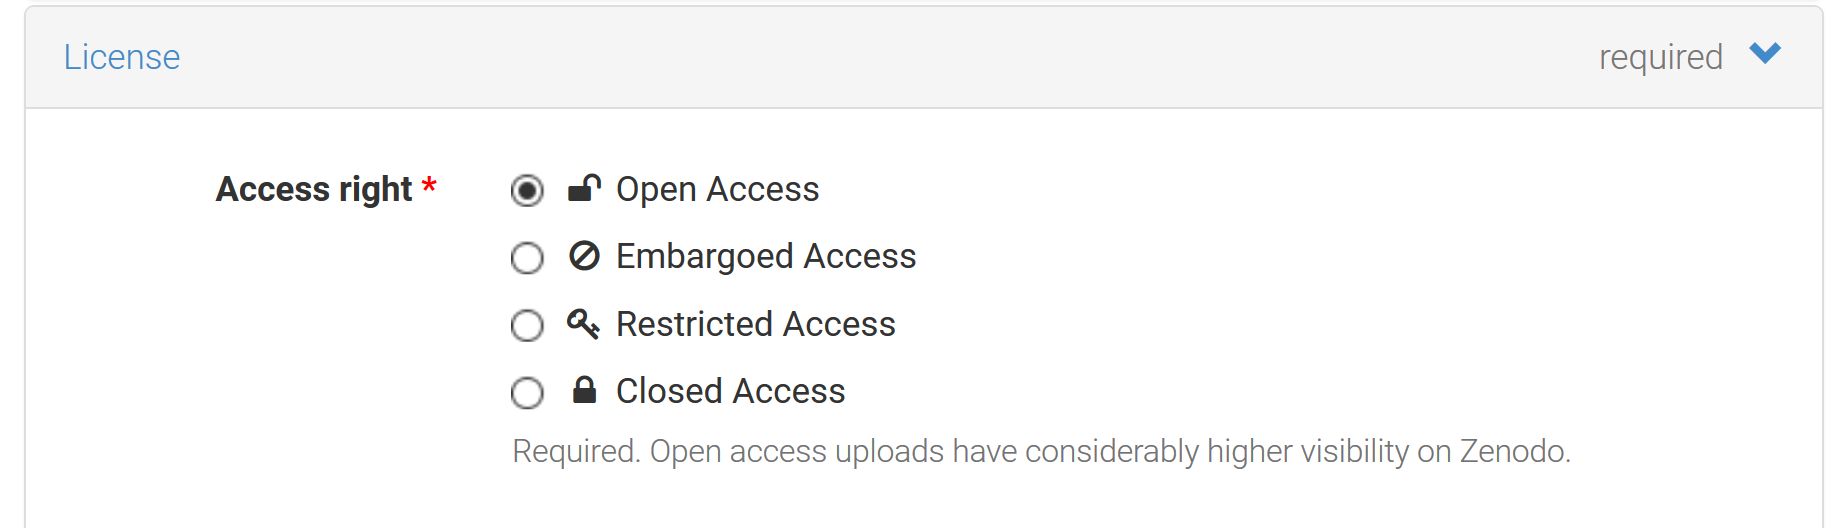 License required
Access right * Open Access
Embargoed Access
Restricted Access
Closed Access
Required. Open access uploads have considerably higher visibility on Zenodo.